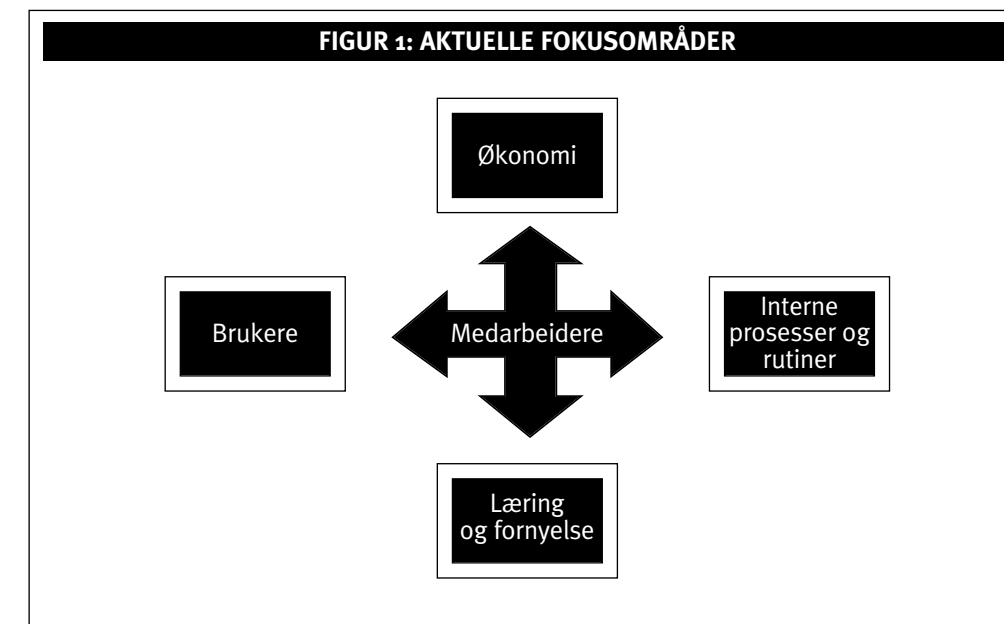 FIGUR 1: AKTUELLE FOKUSOMRÅDER
Økonomi
Brukere
Medarbeidere
Interne
prosesser og
rutiner
Læring
og fornyelse